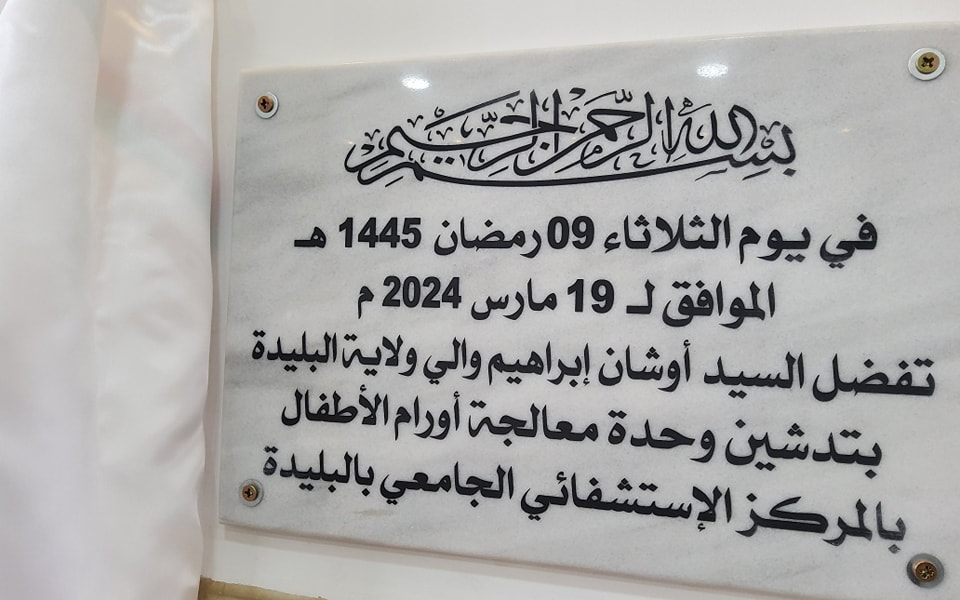 بسم الله الرحمن الرحيم
في يوم الثلاثاء 09 رمضان 1445 هـ
الموافق لـ 19 مارس 2024 م
تفضل السيد أوشان إبراهيم والي ولاية البليدة
بتدشين وحدة معالجة أورام الأطفال
بالمركز الإستشفائي الجامعي بالبليدة